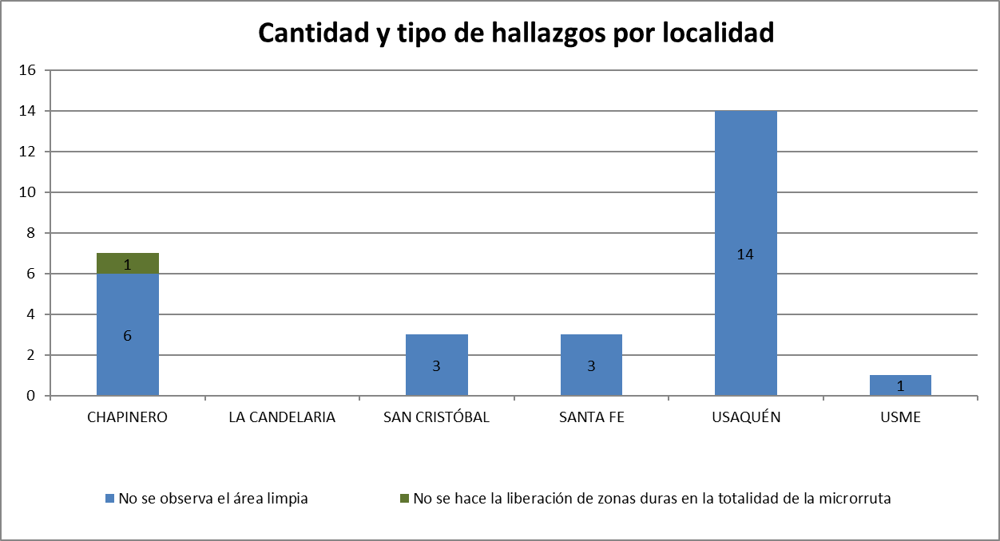 Cantidad y tipo de hallazgos por localidad
16
14
12
10
8
6
4
2
0
1
6
3
3
14
1
CHAPINERO
LA CANDELARIA
SAN CRISTÓBAL
SANTA FE
USAQUÉN
USME
No se observa el área limpia
No se hace la liberación de zonas duras en la totalidad de la microrruta